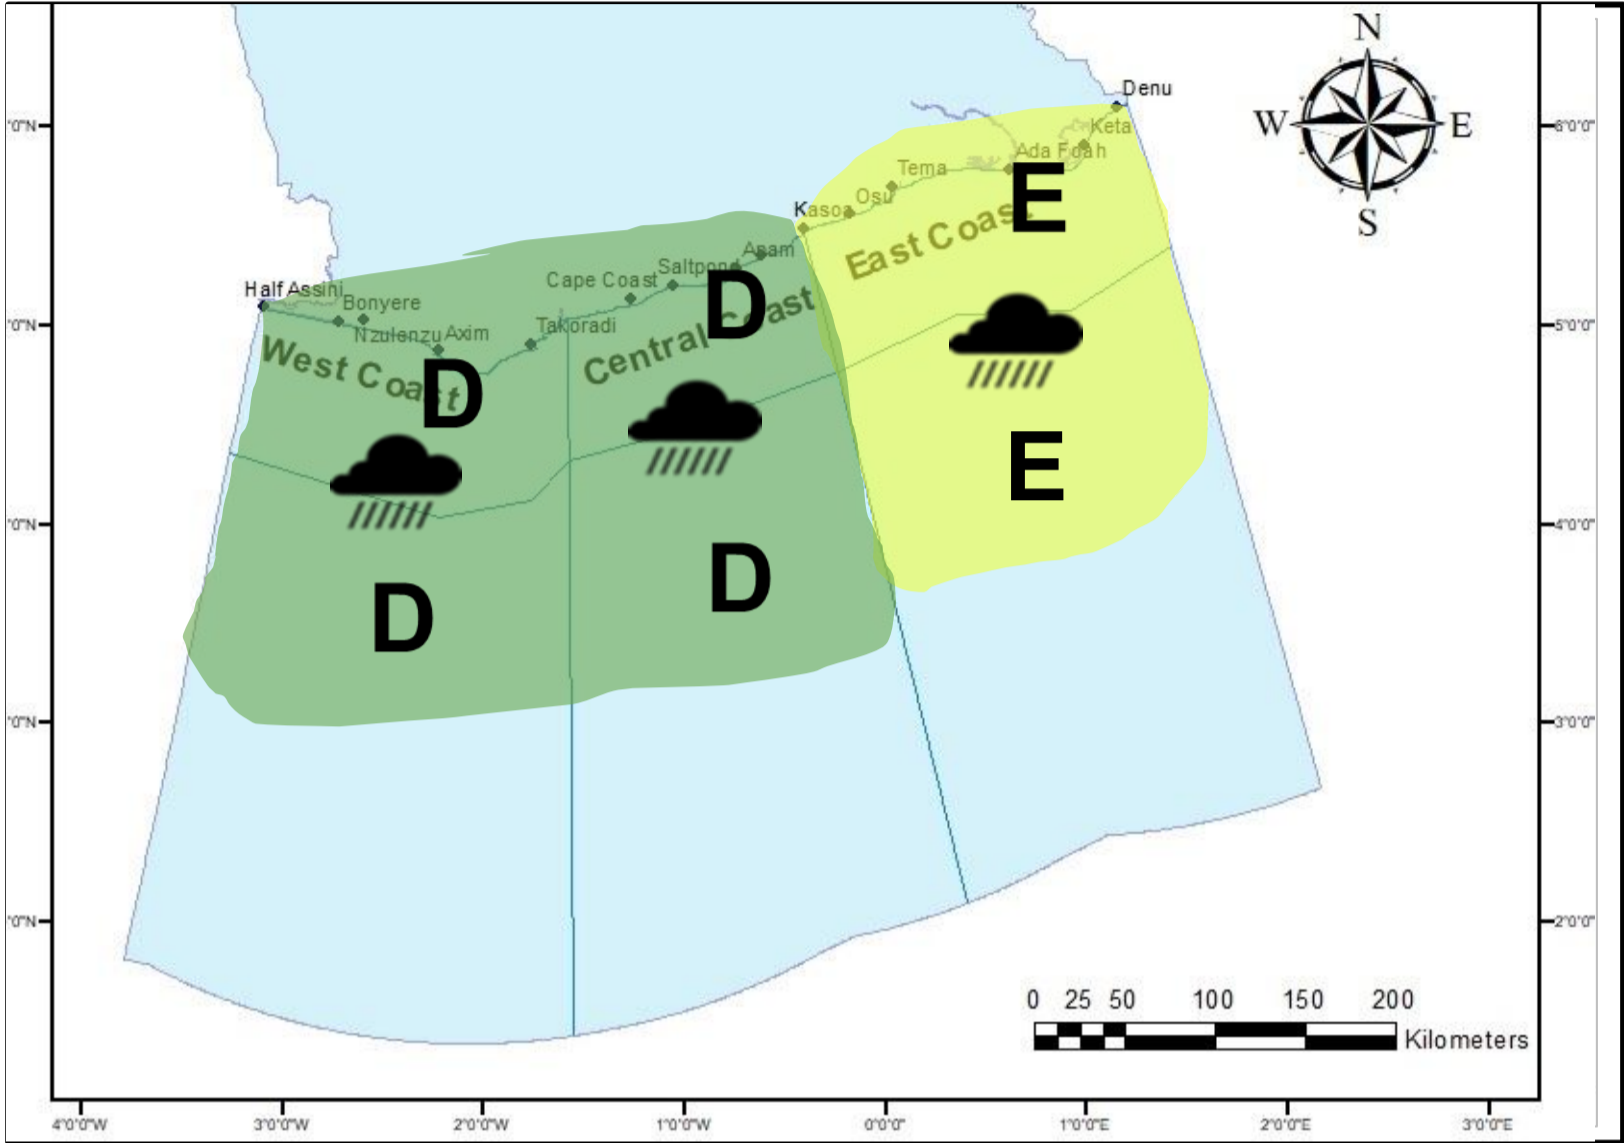 N
W E
S
Denu
Keta
Ada Foah
Tema
Osu
Kasoa
E
East Coast
Apam
Saltpond
Cape Coast
D
Central Coast
Half Assini
Bonyere
Nzulenzu
Axim
Takoradi
West Coast
D
E
D
D
0 25 50 100 150 200
Kilometers
6°0'0"
5°0'0"
4°0'0"
3°0'0"
2°0'0"
4°0'0"W 3°0'0"W 2°0'0"W 1°0'0"W 0°0'0" 1°0'0"E 2°0'0"E 3°0'0"E